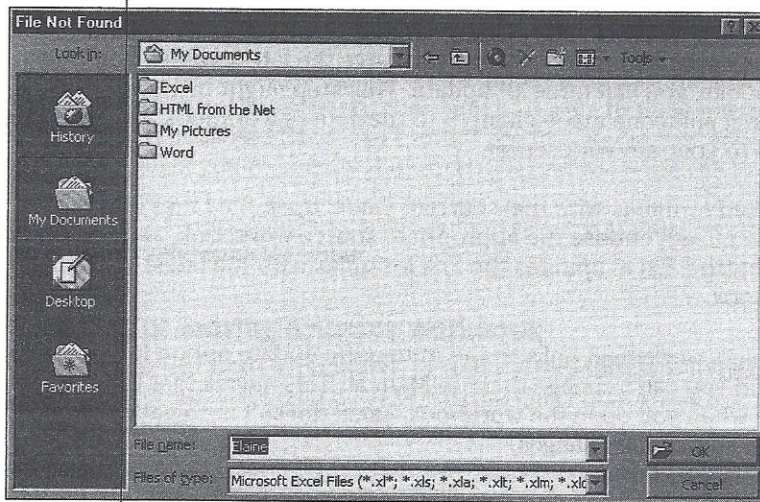 File Not Found
Look in:
My Documents
Tools
Excel
HTML from the Net
My Pictures
Word
History
My Documents
Desktop
Favorites
File name:
Elaine
OK
Files of type:
Microsoft Excel Files (*.xl*; *.xls; *.xla; *.xlt; *.xlm; *.xlc
Cancel